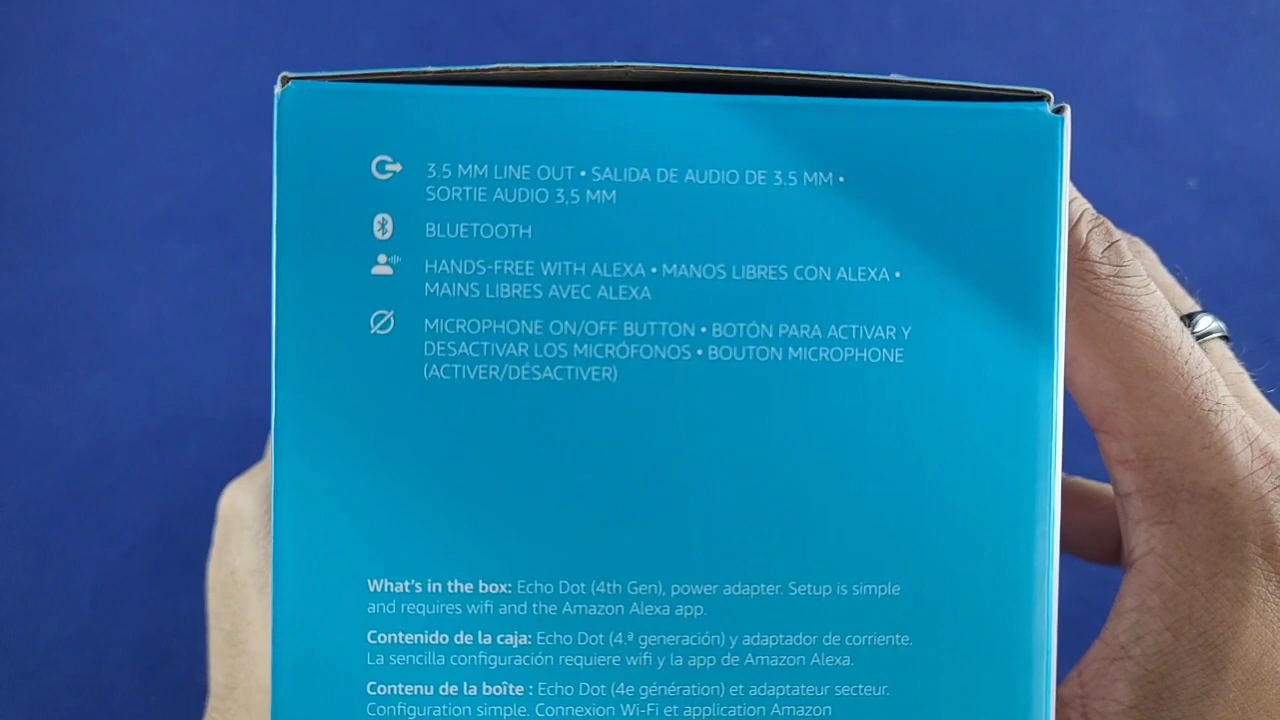 3.5 MM LINE OUT • SALIDA DE AUDIO DE 3.5 MM •
SORTIE AUDIO 3,5 MM
BLUETOOTH
HANDS-FREE WITH ALEXA • MANOS LIBRES CON ALEXA •
MAINS LIBRES AVEC ALEXA
MICROPHONE ON/OFF BUTTON • BOTÓN PARA ACTIVAR Y
DESACTIVAR LOS MICRÓFONOS • BOUTON MICROPHONE
(ACTIVER/DÉSACTIVER)
What's in the box: Echo Dot (4th Gen), power adapter. Setup is simple
and requires wifi and the Amazon Alexa app.
Contenido de la caja: Echo Dot (4.ª generación) y adaptador de corriente.
La sencilla configuración requiere wifi y la app de Amazon Alexa.
Contenu de la boîte : Echo Dot (4e génération) et adaptateur secteur.
Configuration simple. Connexion Wi-Fi et application Amazon